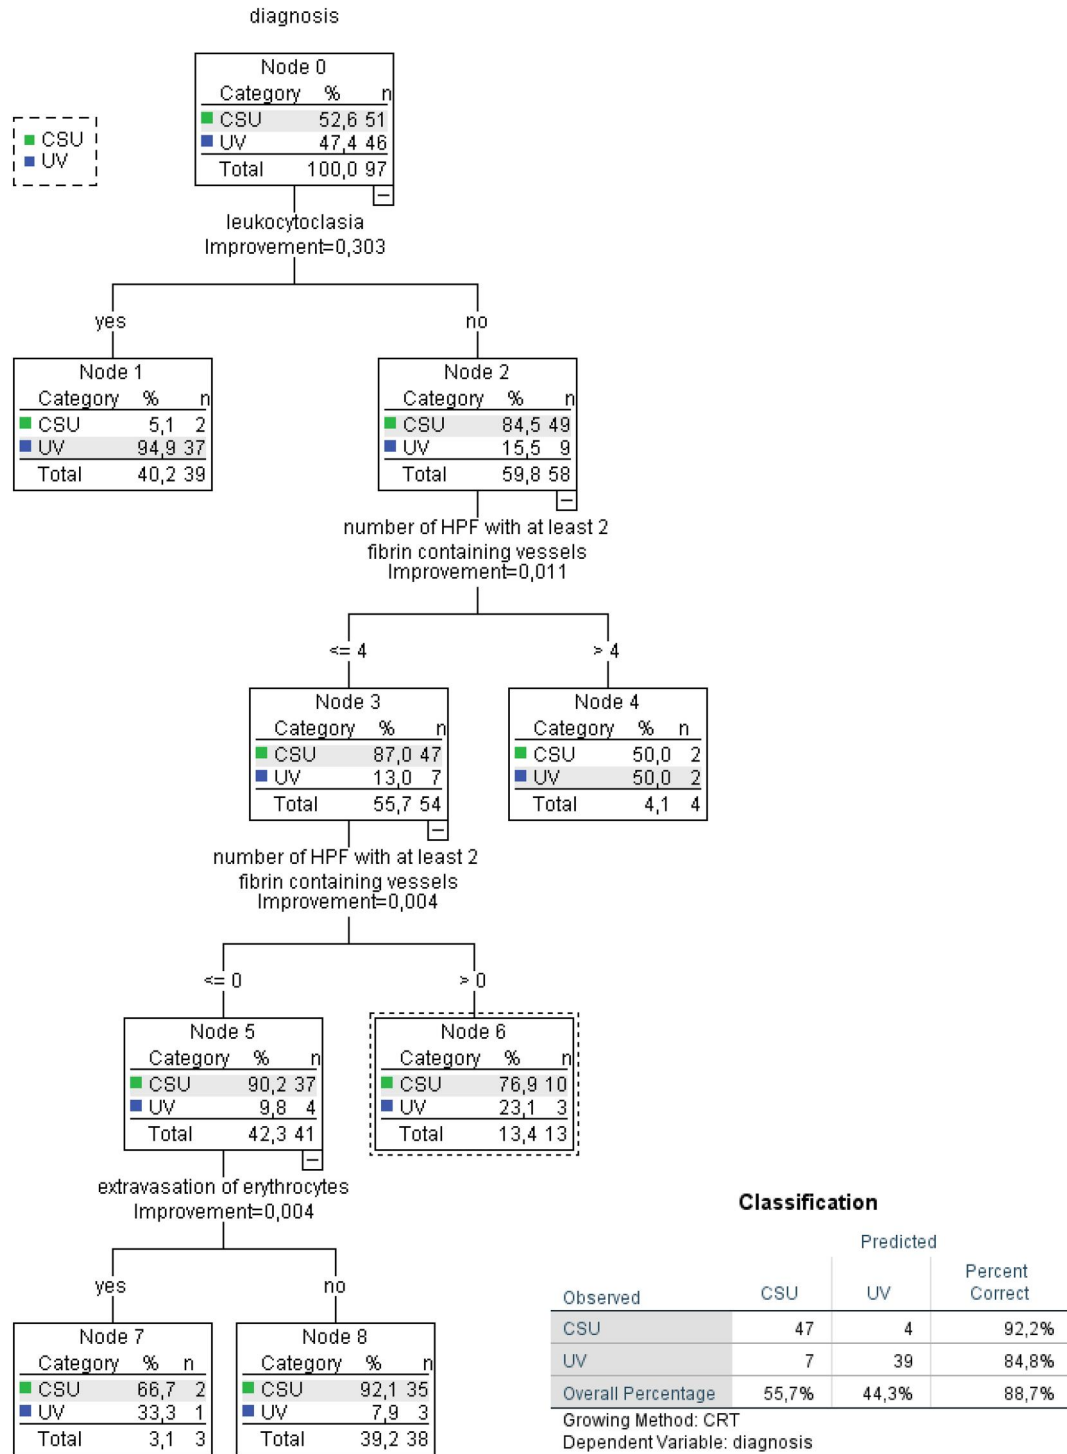 diagnosis
CSU
UV
Node 0
Category % n
CSU 52,6 51
UV 47,4 46
Total 100,0 97
leukocytoclasia
Improvement=0,303
yes
no
Node 1
Category % n
CSU 5,1 2
UV 94,9 37
Total 40,2 39
Node 2
Category % n
CSU 84,5 49
UV 15,5 9
Total 59,8 58
number of HPF with at least 2
fibrin containing vessels
Improvement=0,011
<= 4
> 4
Node 3
Category % n
CSU 87,0 47
UV 13,0 7
Total 55,7 54
Node 4
Category % n
CSU 50,0 2
UV 50,0 2
Total 4,1 4
number of HPF with at least 2
fibrin containing vessels
Improvement=0,004
<= 0
> 0
Node 5
Category % n
CSU 90,2 37
UV 9,8 4
Total 42,3 41
Node 6
Category % n
CSU 76,9 10
UV 23,1 3
Total 13,4 13
extravasation of erythrocytes
Improvement=0,004
yes
no
Node 7
Category % n
CSU 66,7 2
UV 33,3 1
Total 3,1 3
Node 8
Category % n
CSU 92,1 35
UV 7,9 3
Total 39,2 38
Classification
Predicted
Observed CSU UV Percent Correct
CSU 47 4 92,2%
UV 7 39 84,8%
Overall Percentage 55,7% 44,3% 88,7%
Growing Method: CRT
Dependent Variable: diagnosis